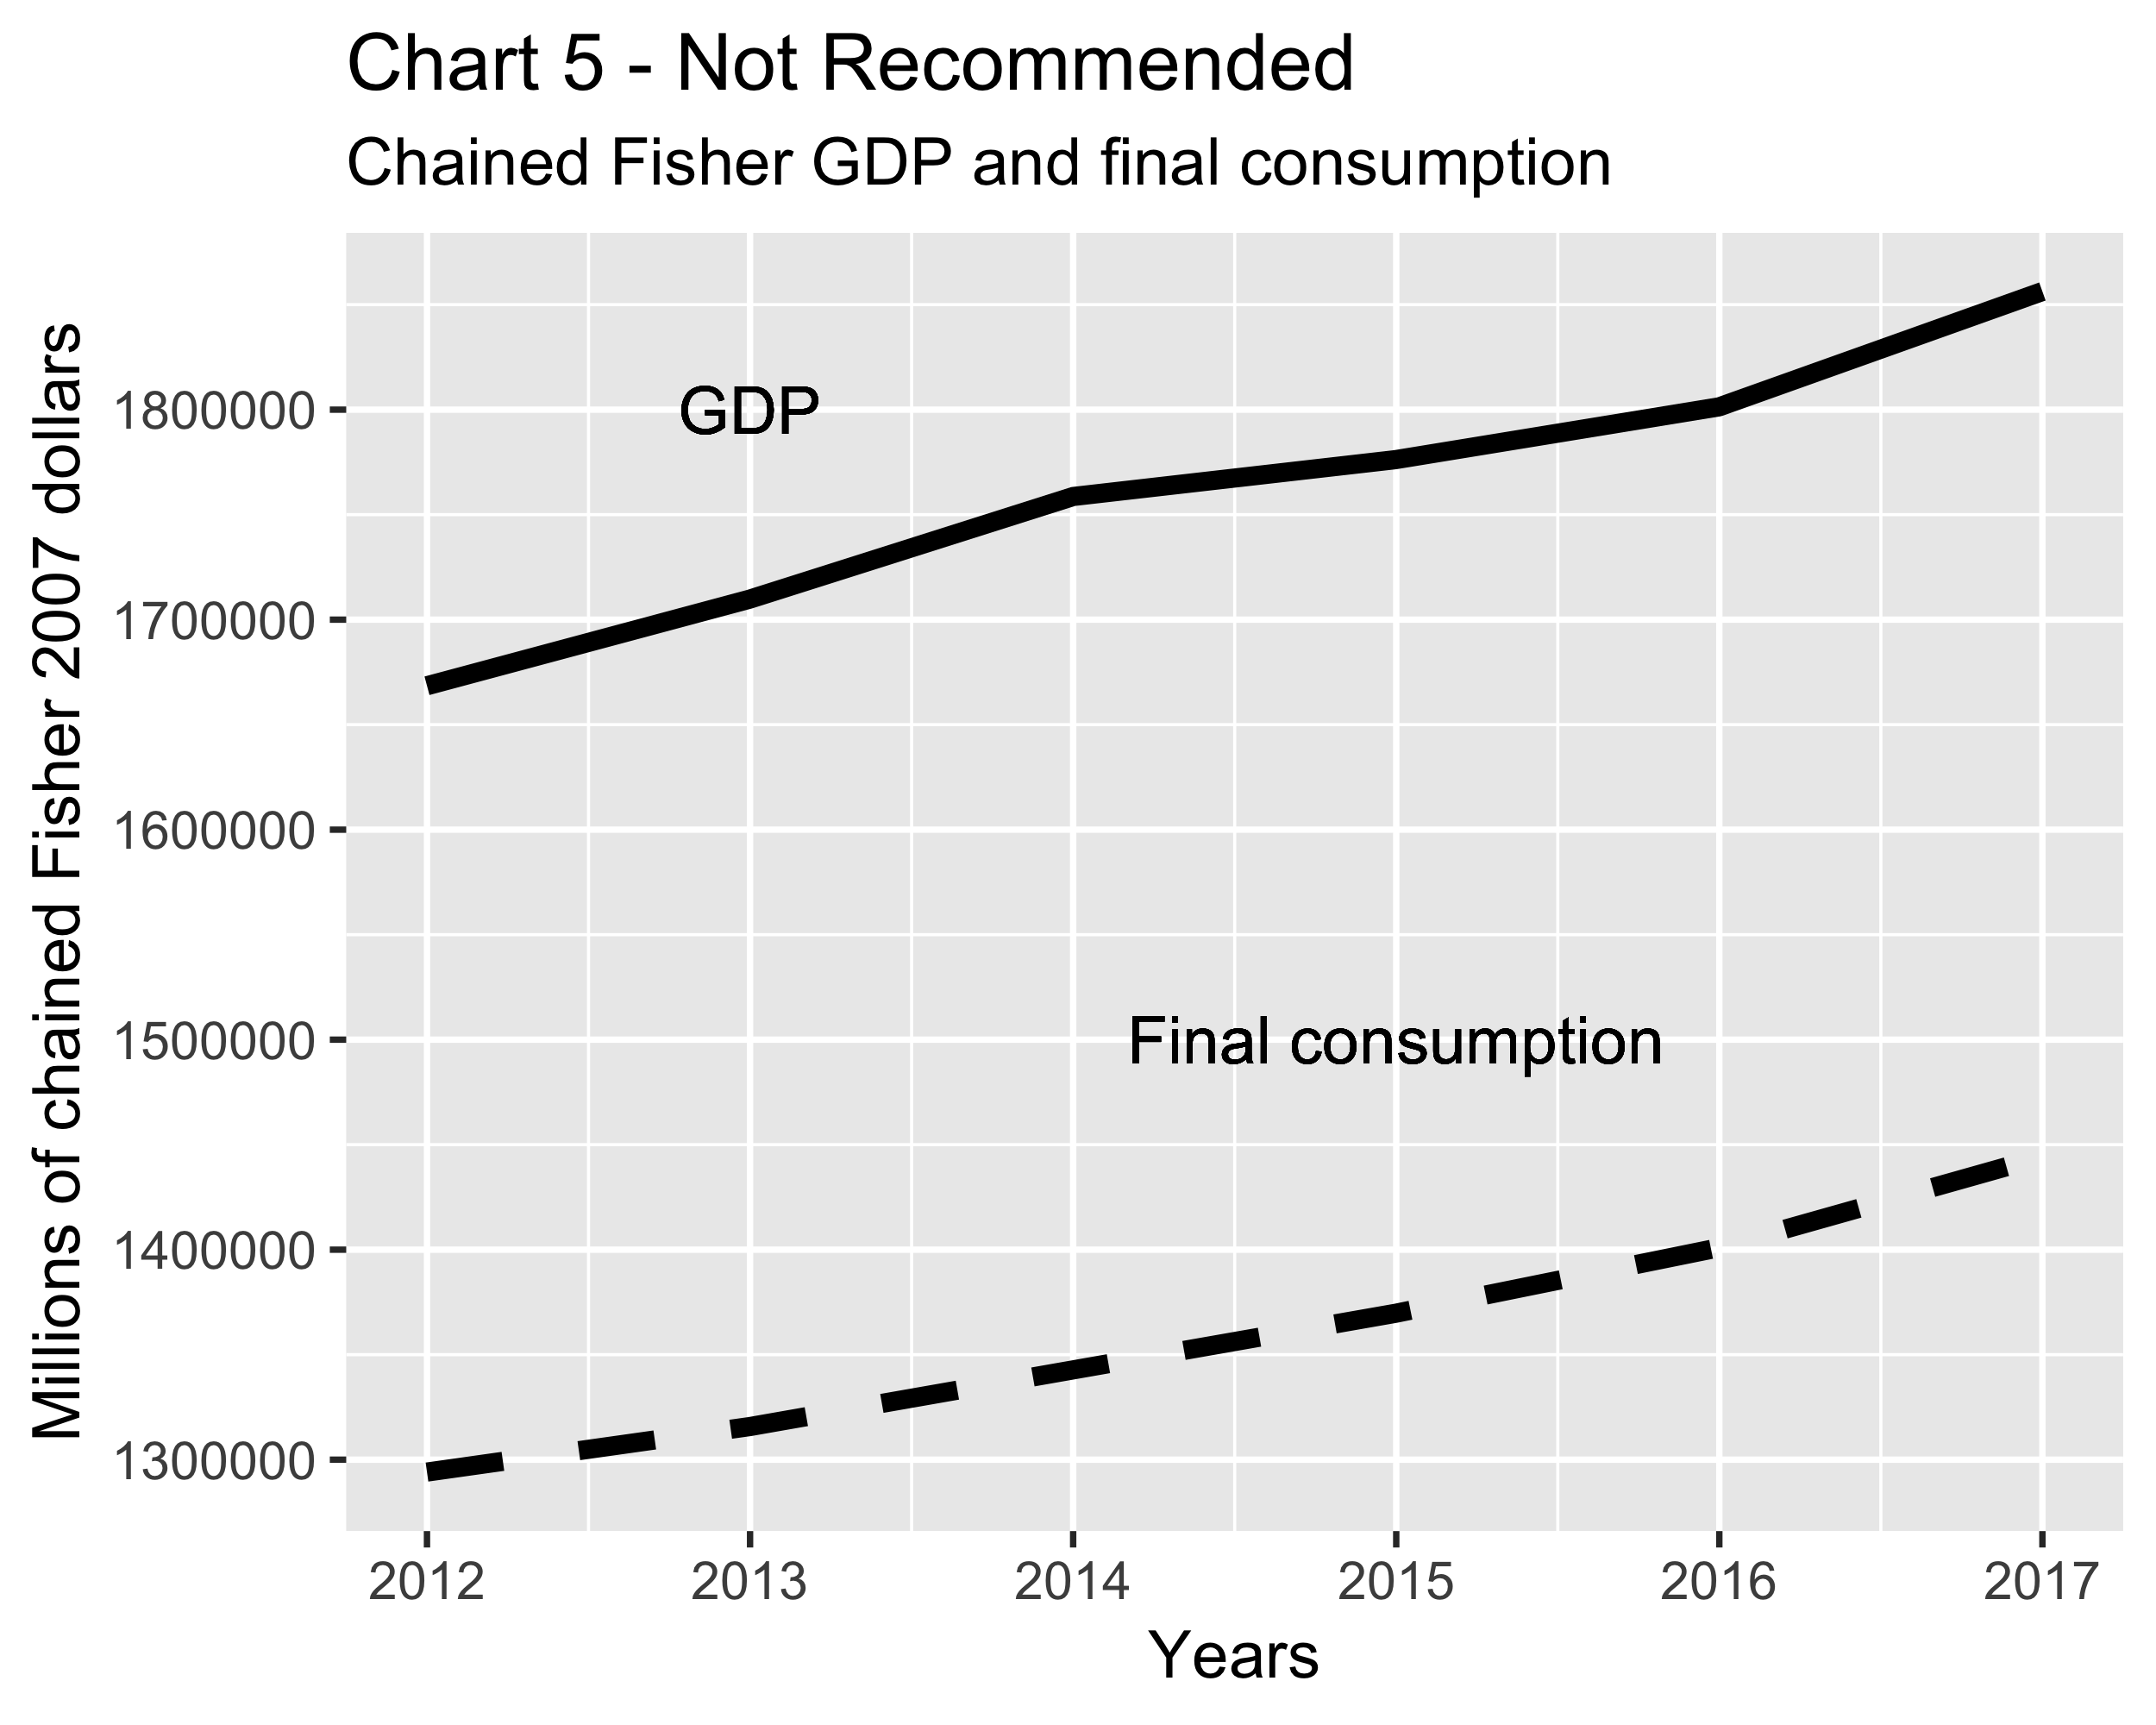 Chart 5 - Not Recommended
Chained Fisher GDP and final consumption
Millions of chained Fisher 2007 dollars
1800000
1700000
1600000
1500000
1400000
1300000
GDP
Final consumption
2012 2013 2014 2015 2016 2017
Years